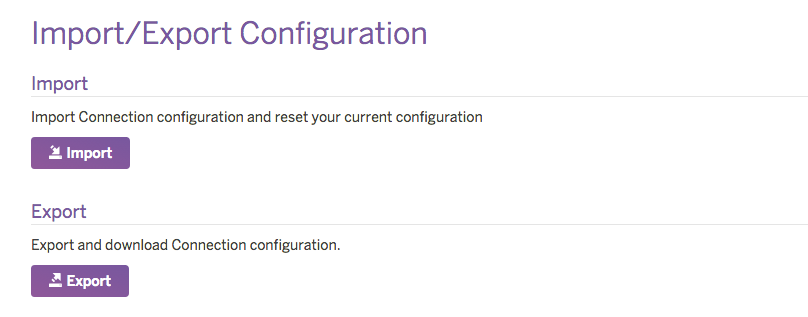 Import/Export Configuration
Import
Import Connection configuration and reset your current configuration
Import
Export
Export and download Connection configuration.
Export